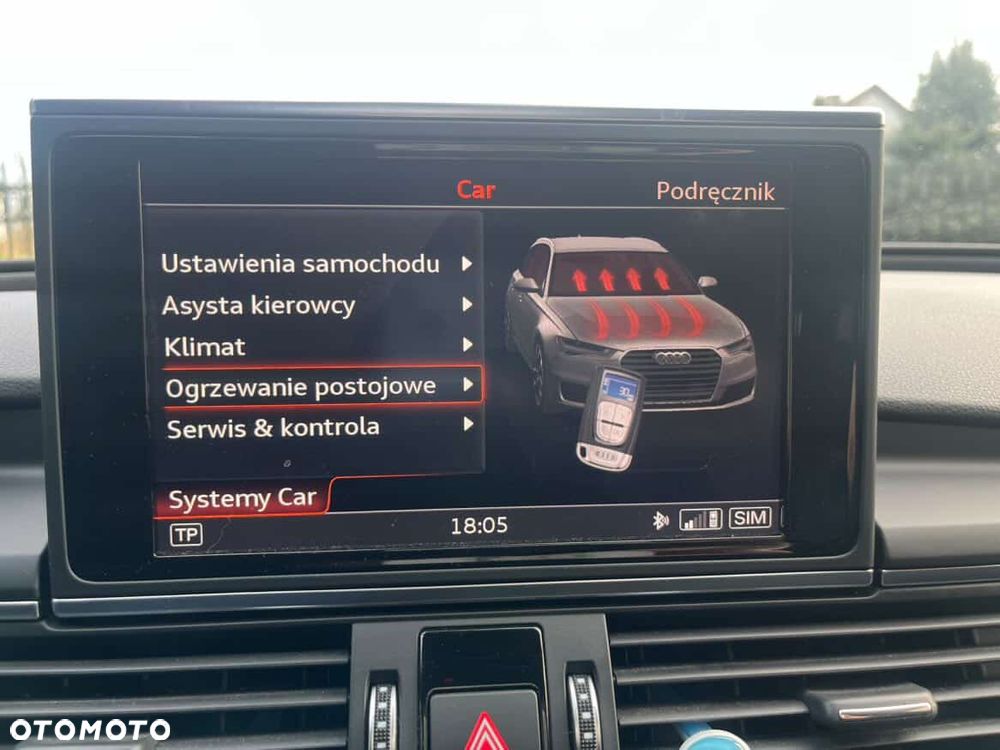 Car
Podręcznik
Ustawienia samochodu
Asysta kierowcy
Klimat
Ogrzewanie postojowe
Serwis & kontrola
Systemy Car
TP
18:05
SIM
OTOMOTO